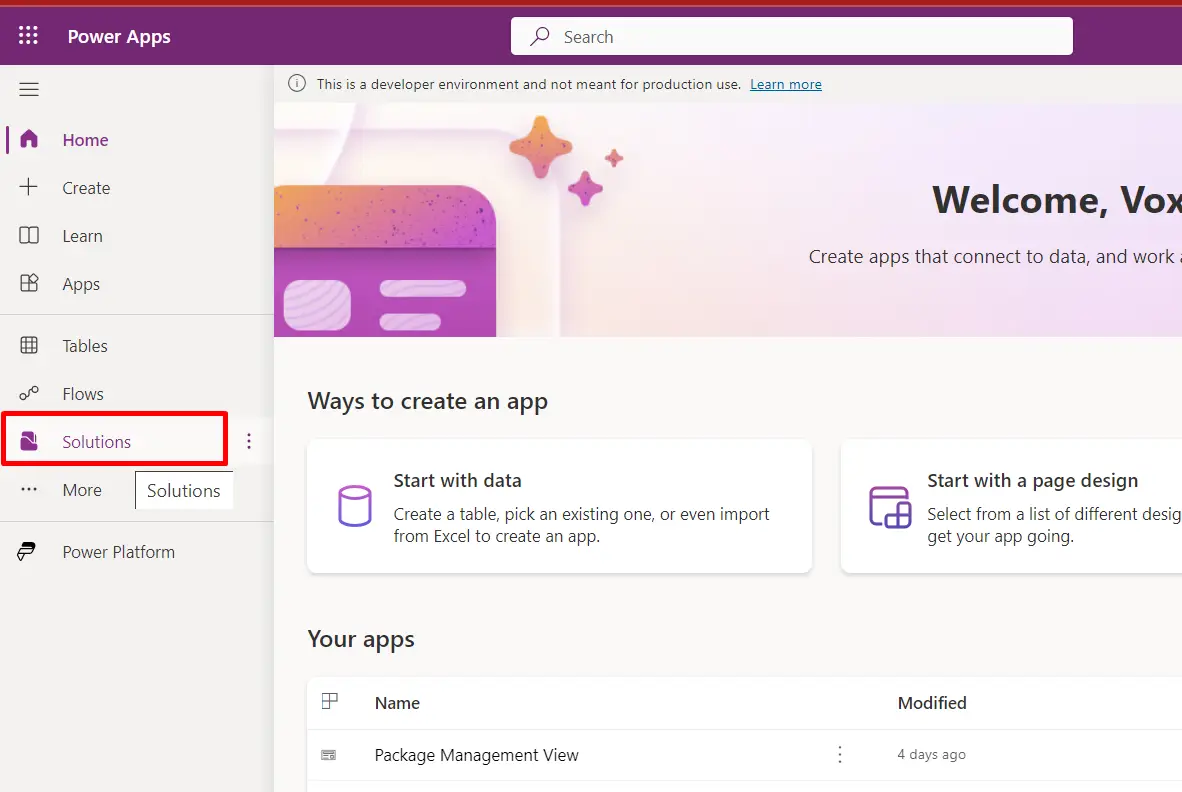 Power Apps
Search
This is a developer environment and not meant for production use. Learn more
Home
Create
Learn
Apps
Tables
Flows
Solutions
More
Solutions
Power Platform
Welcome, Vox
Create apps that connect to data, and work
Ways to create an app
Start with data
Create a table, pick an existing one, or even import
from Excel to create an app.
Start with a page design
Select from a list of different desig
get your app going.
Your apps
Name Modified
Package Management View 4 days ago